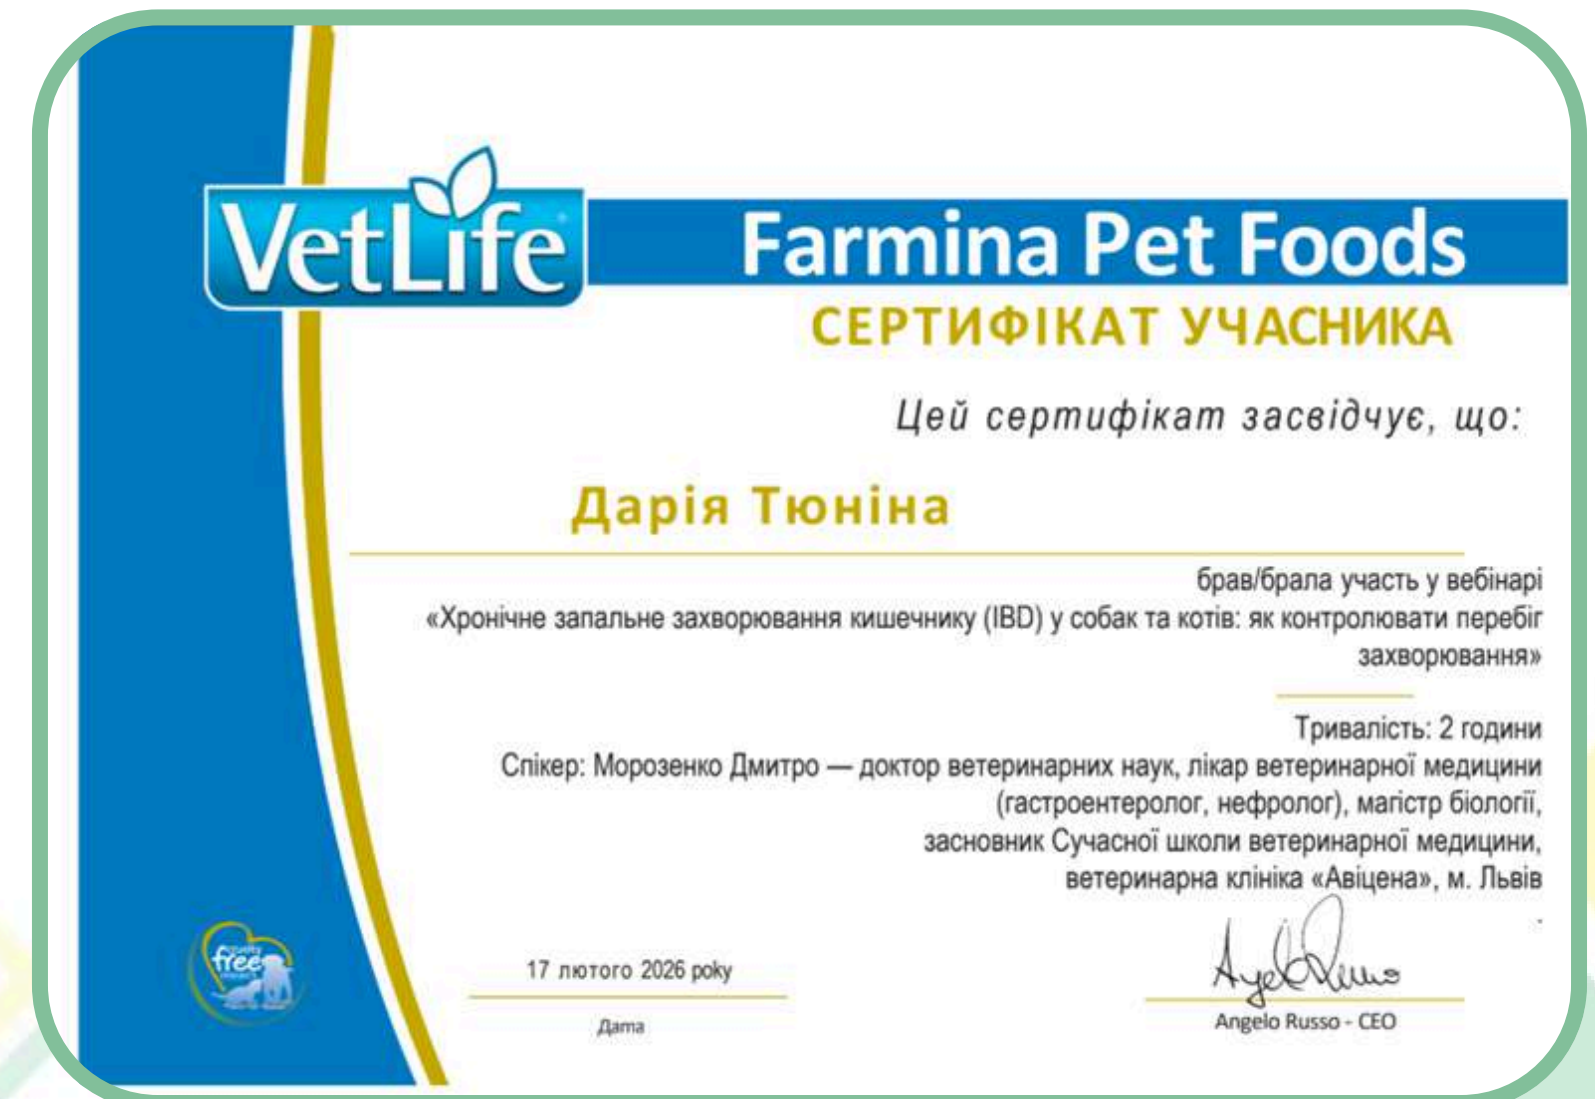 VetLife
Farmina Pet Foods
СЕРТИФІКАТ УЧАСНИКА
Цей сертифікат засвідчує, що:
Дарія Тюніна
брав/брала участь у вебінарі
«Хронічне запальне захворювання кишечнику (IBD) у собак та котів: як контролювати перебіг
захворювання»
Тривалість: 2 години
Спікер: Морозенко Дмитро — доктор ветеринарних наук, лікар ветеринарної медицини
(гастроентеролог, нефролог), магістр біології,
засновник Сучасної школи ветеринарної медицини,
ветеринарна клініка «Авіцена», м. Львів
.
free
17 лютого 2026 року
Дата
Angelo Russo - CEO